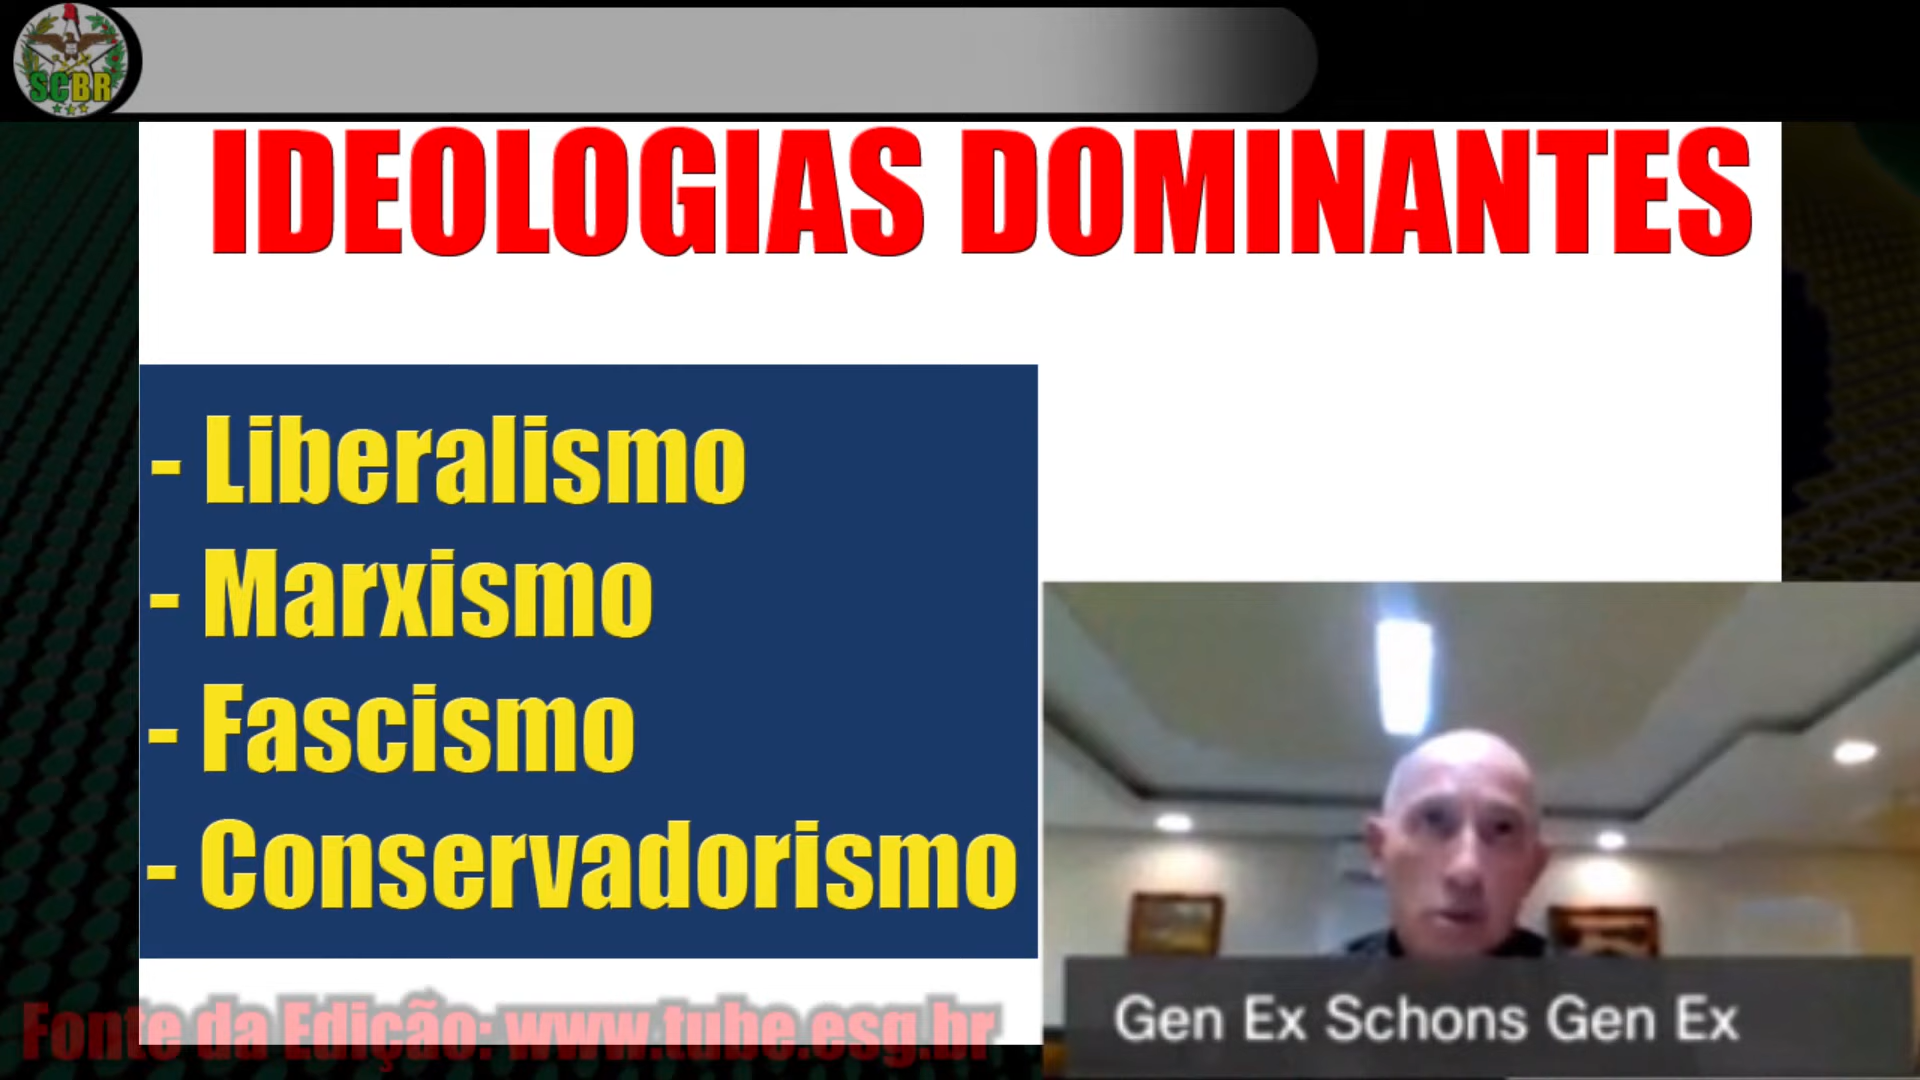 SCBR
IDEOLOGIAS DOMINANTES
- Liberalismo
- Marxismo
- Fascismo
- Conservadorismo
Fonte da Edição: www.tube.esg.br
Gen Ex Schons Gen Ex